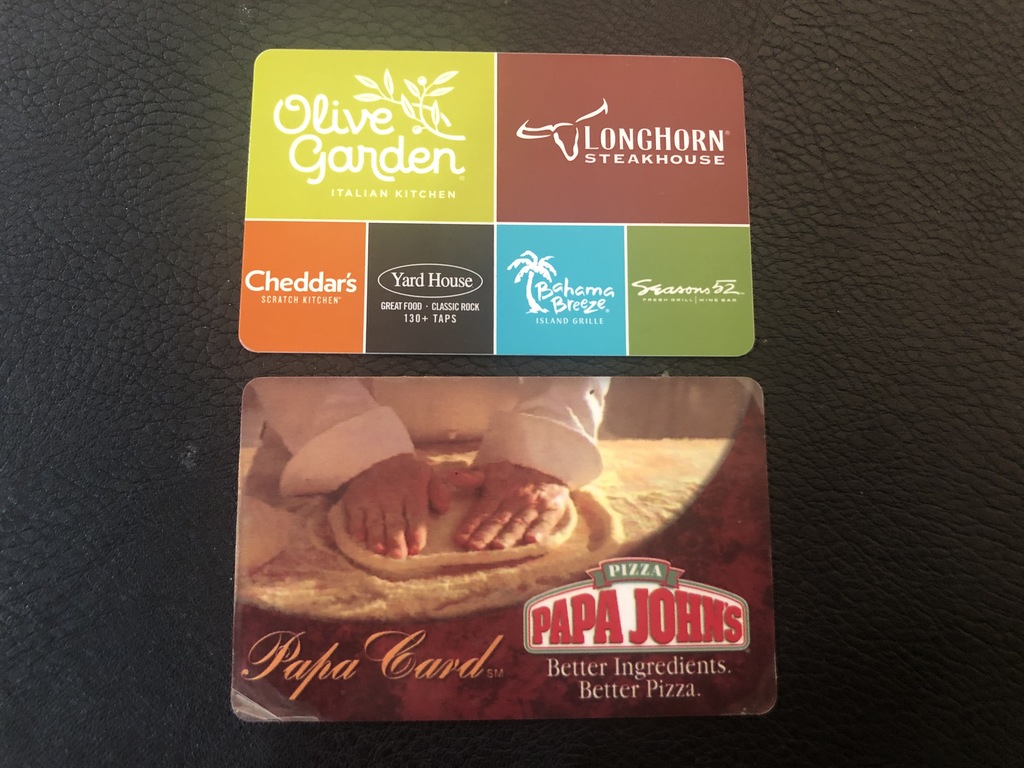 Olive
Garden
ITALIAN KITCHEN
LONGHORN®
STEAKHOUSE
Cheddar's
SCRATCH KITCHEN
Yard House
GREAT FOOD · CLASSIC ROCK
130+ TAPS
Bahama
Breeze
ISLAND GRILLE
Seasons 52
FRESH GRILL | WINE BAR
PIZZA
PAPA JOHN'S
Papa Card SM
Better Ingredients.
Better Pizza.